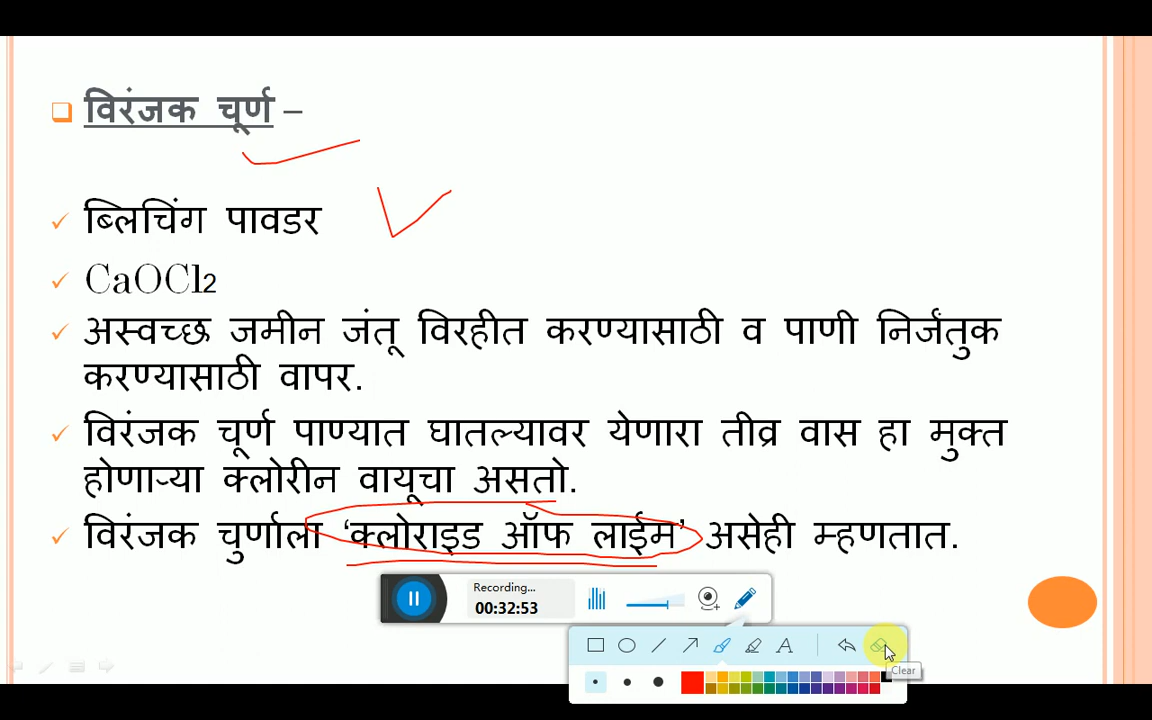 विरंजक चूर्ण –
ब्लिचिंग पावडर
CaOCl2
अस्वच्छ जमीन जंतू विरहीत करण्यासाठी व पाणी निर्जंतुक
करण्यासाठी वापर.
विरंजक चूर्ण पाण्यात घातल्यावर येणारा तीव्र वास हा मुक्त
होणाऱ्या क्लोरीन वायूचा असतो.
विरंजक चुर्णाला ‘क्लोराइड ऑफ लाईम’ असेही म्हणतात.
Recording...
00:32:53
A
Clear